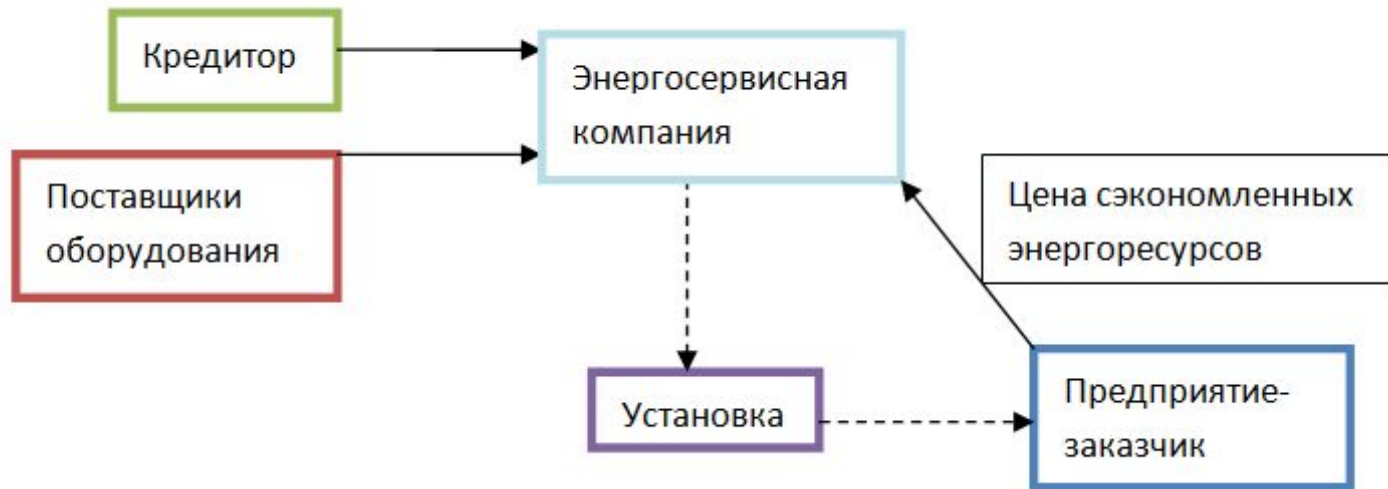 Кредитор
Энергосервисная
компания
Поставщики
оборудования
Цена сэкономленных
энергоресурсов
Установка
Предприятие-
заказчик